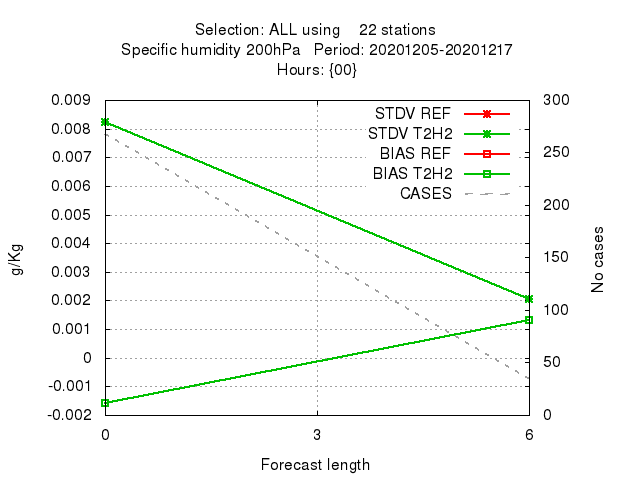 Selection: ALL using 22 stations
Specific humidity 200hPa Period: 20201205-20201217
Hours: {00}
STDV REF
STDV T2H2
BIAS REF
BIAS T2H2
CASES
0.009
0.008
0.007
0.006
0.005
0.004
0.003
0.002
0.001
0
-0.001
-0.002
g/Kg
300
250
200
150
100
50
0
No cases
0 3 6
Forecast length